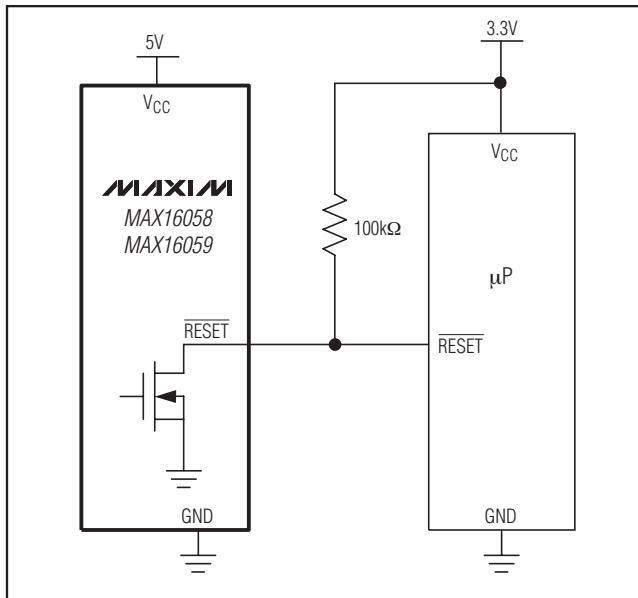 5V
3.3V
VCC
VCC
MAXIM
MAX16058
MAX16059
100kΩ
μP
RESET
RESET
GND
GND